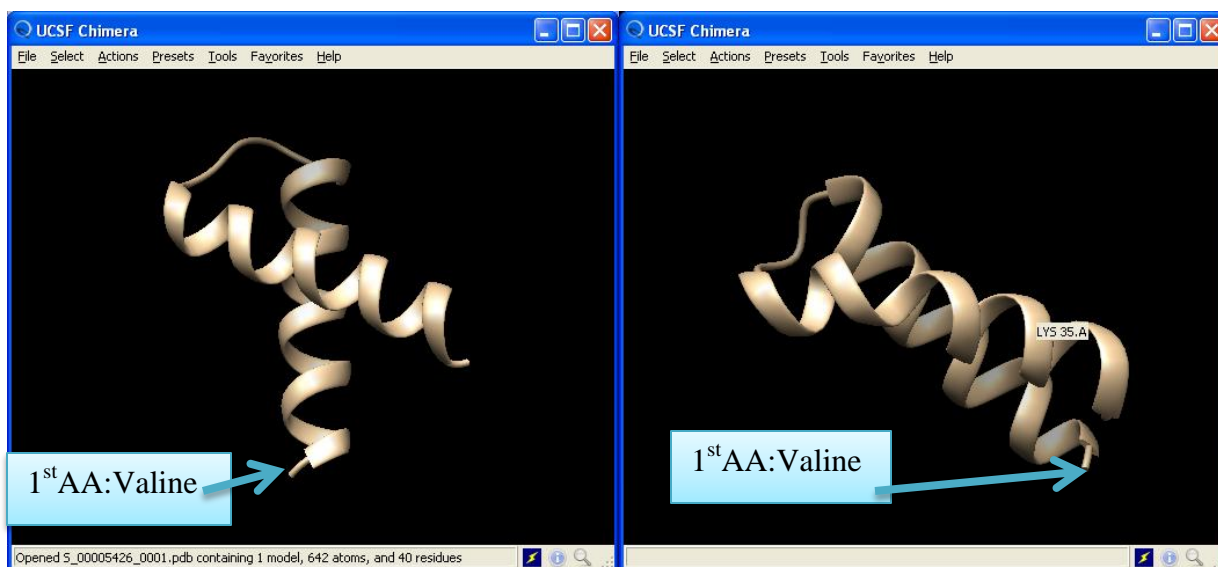 UCSF Chimera
File Select Actions Presets Tools Favorites Help
1st AA:Valine
Opened S_00005426_0001.pdb containing 1 model, 642 atoms, and 40 residues
UCSF Chimera
File Select Actions Presets Tools Favorites Help
LYS 35.A
1st AA:Valine